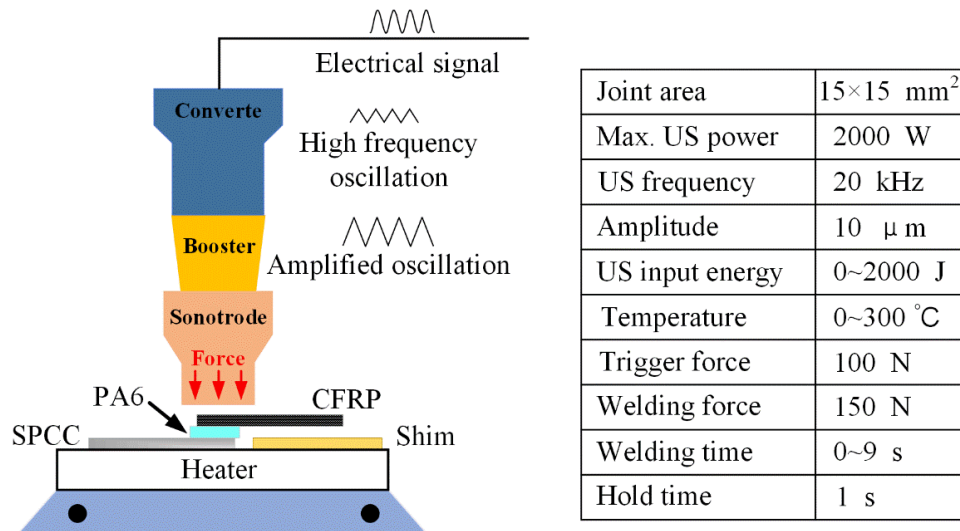 Electrical signal
Converte
High frequency
oscillation
Booster
Amplified oscillation
Sonotrode
Force
PA6
CFRP
SPCC
Shim
Heater
Joint area 15×15 mm²
Max. US power 2000 W
US frequency 20 kHz
Amplitude 10 μm
US input energy 0~2000 J
Temperature 0~300 ℃
Trigger force 100 N
Welding force 150 N
Welding time 0~9 s
Hold time 1 s